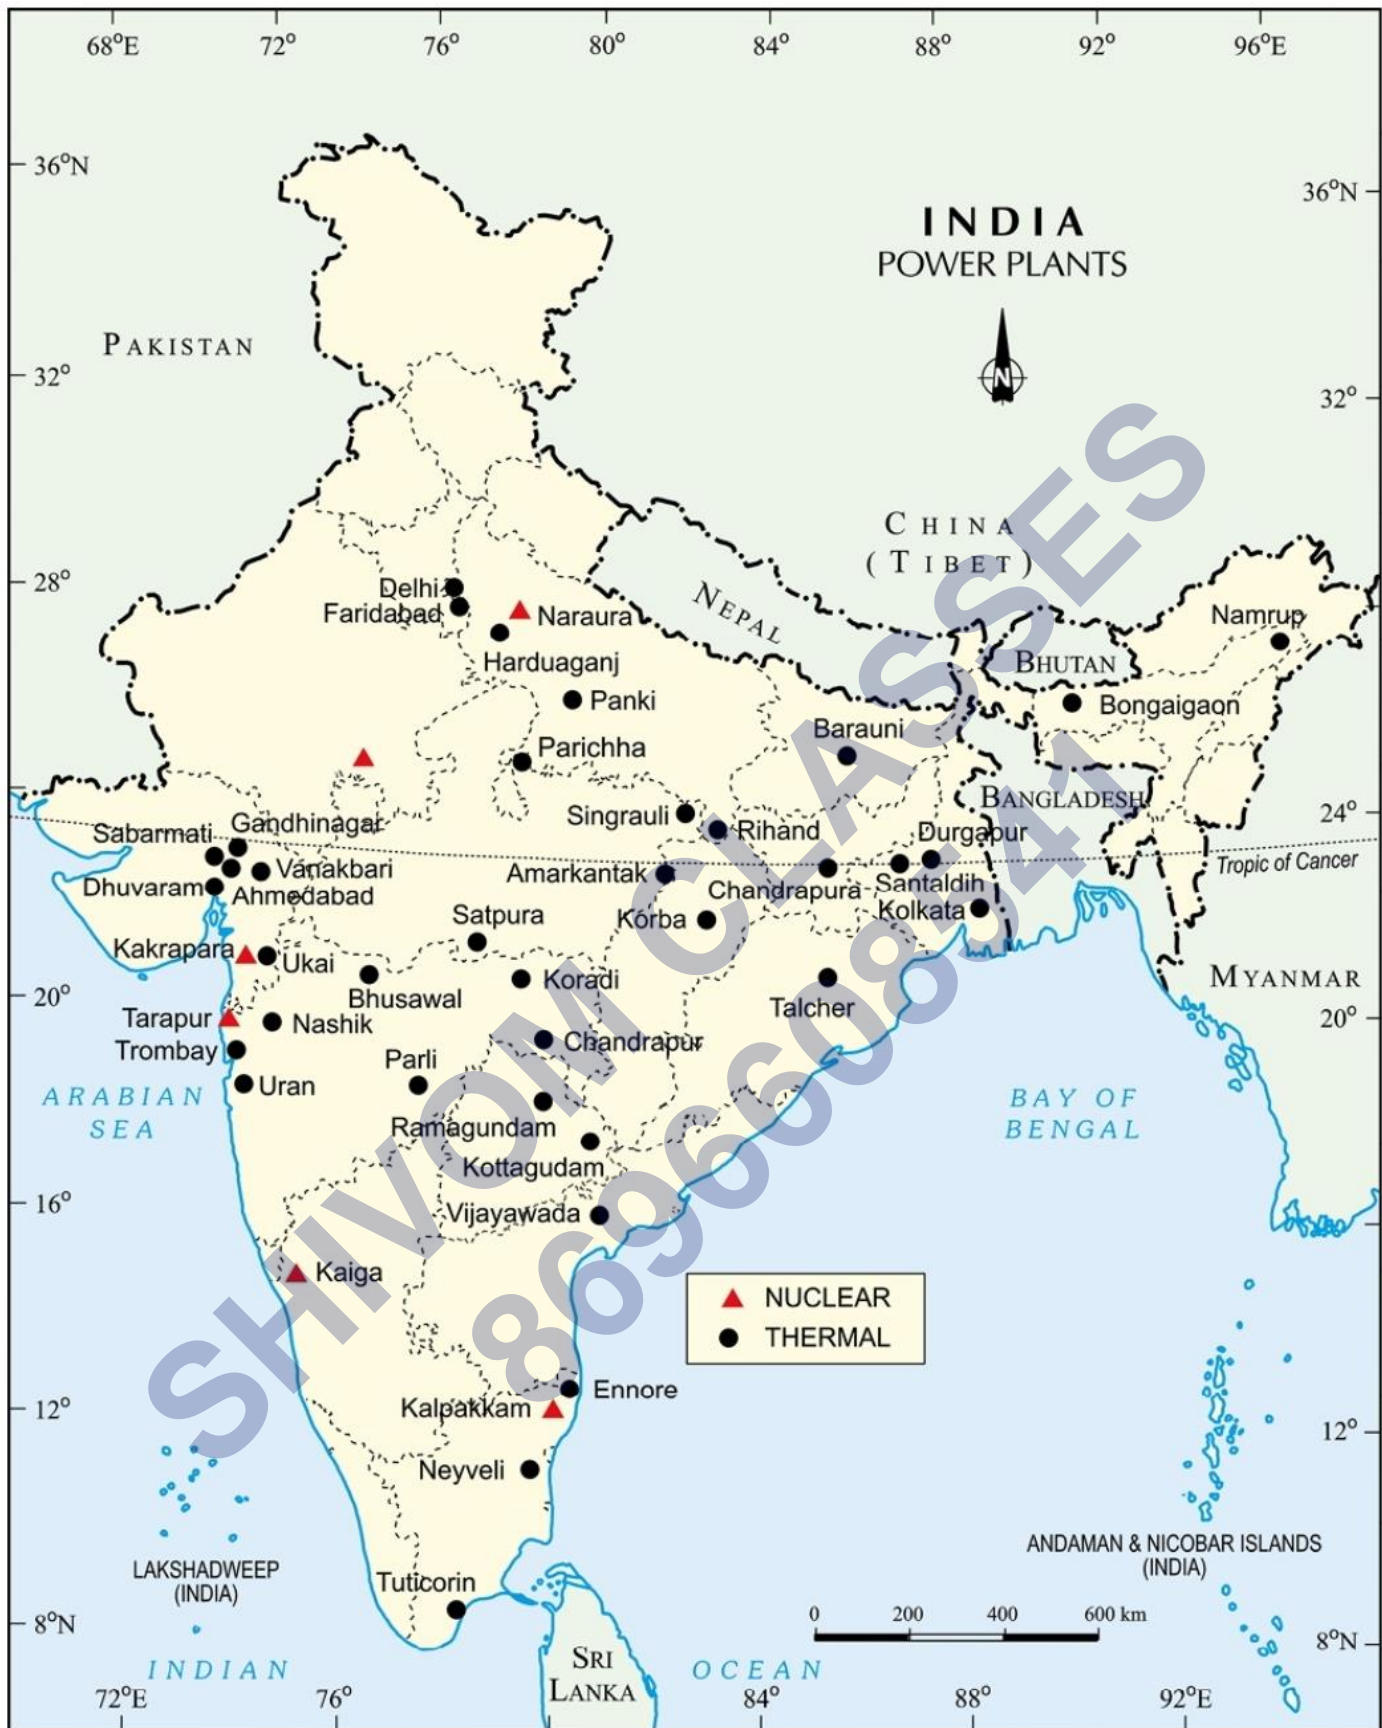 68°E 72° 76° 80° 84° 88° 92° 96°E
36°N
36°N
INDIA
POWER PLANTS
N
PAKISTAN
32°
32°
CHINA
(TIBET)
NEPAL
28°
Delhi
Faridabad
Naraura
Harduaganj
Namrup
BHUTAN
Bongaigaon
Panki
Parichha
Barauni
BANGLADESH
24°
Singrauli
Rihand
Durgapur
Gandhinagar
Sabarmati
Vanakbari
Dhuvaram
Ahmedabad
Tropic of Cancer
Amarkantak
Chandrapura
Santaldih
Kolkata
Korba
Satpura
Kakrapara
Ukai
Bhusawal
Koradi
Talcher
MYANMAR
20°
20°
Tarapur
Nashik
Trombay
Chandrapur
Parli
Uran
ARABIAN
SEA
BAY OF
BENGAL
Ramagundam
Kottagudam
16°
Vijayawada
Kaiga
NUCLEAR
THERMAL
Ennore
Kalpakkam
12°
12°
Neyveli
ANDAMAN & NICOBAR ISLANDS
(INDIA)
LAKSHADWEEP
(INDIA)
Tuticorin
0 200 400 600 km
8°N
8°N
SRI
LANKA
INDIAN OCEAN
72°E 76° 84° 88° 92°E
SHIVOM CLASSES
8696608541